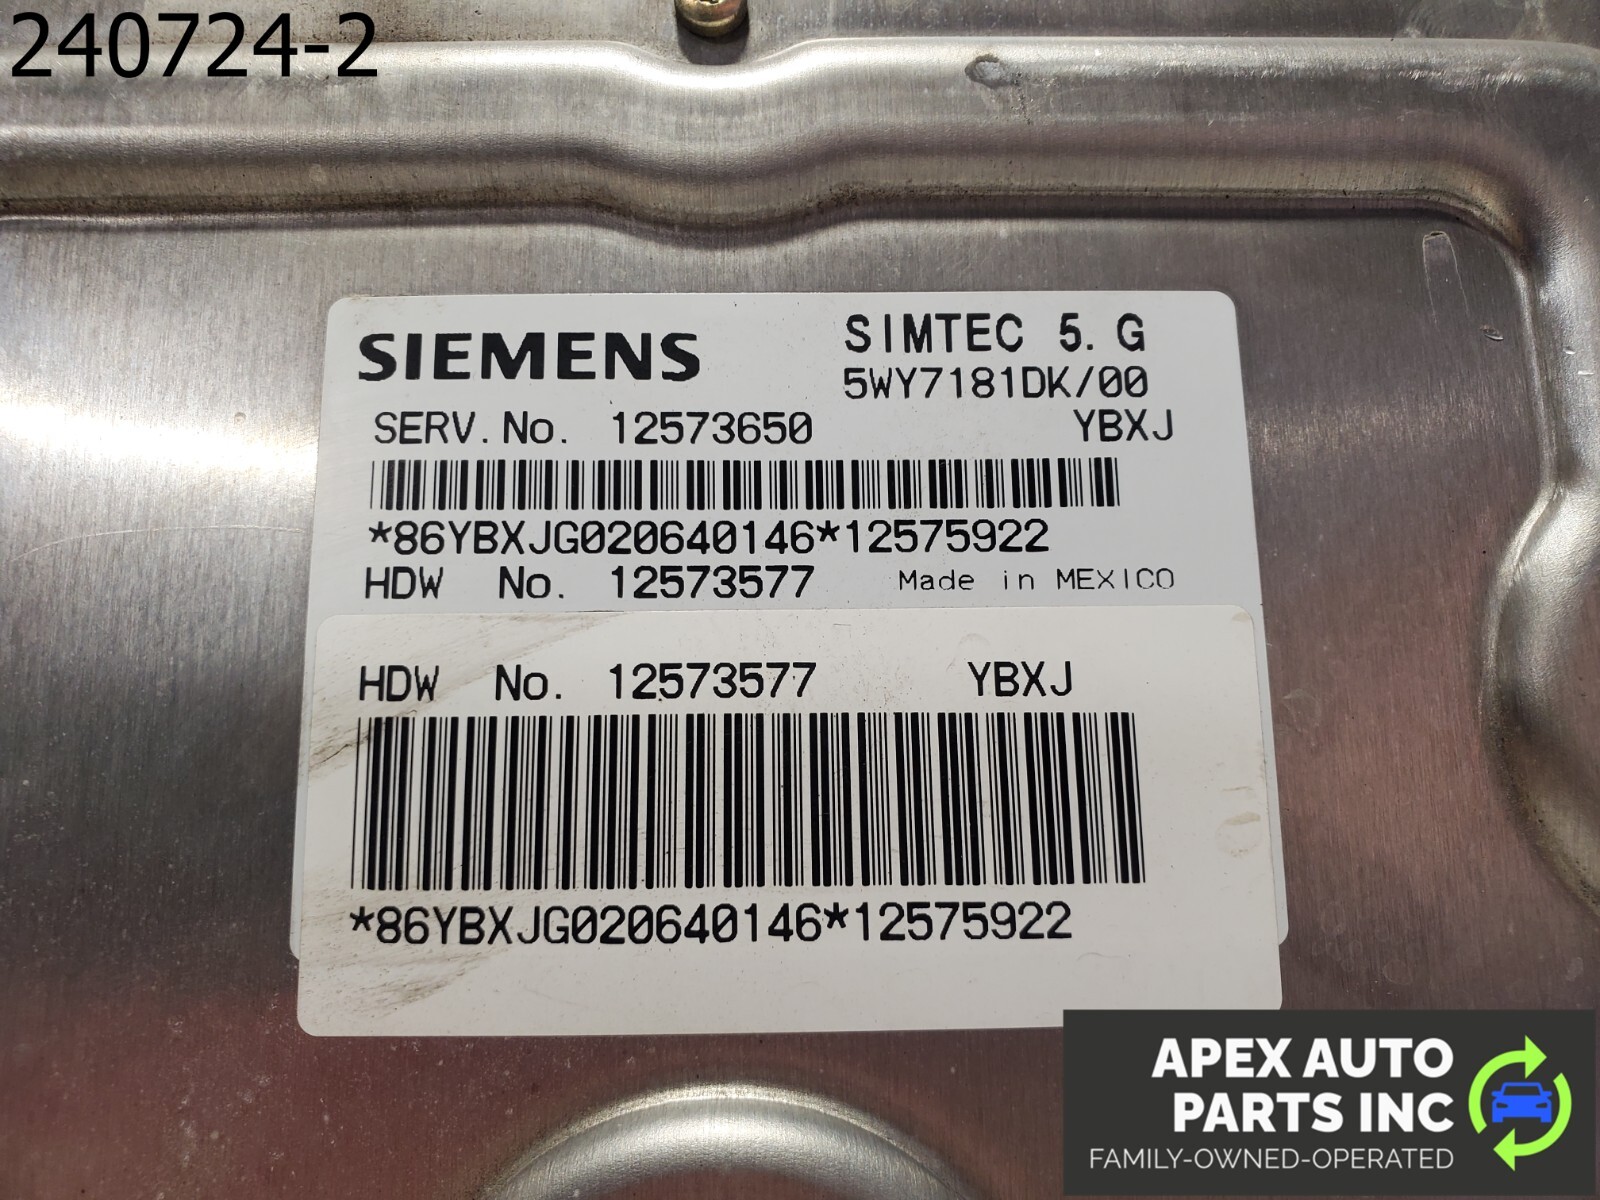 240724-2
SIEMENS
SIMTEC 5.G
5WY7181DK/00
SERV.No. 12573650 YBXJ
*86YBXJG020640146*12575922
HDW No. 12573577 Made in MEXICO
HDW No. 12573577 YBXJ
*86YBXJG020640146*12575922
APEX AUTO
PARTS INC
FAMILY-OWNED-OPERATED